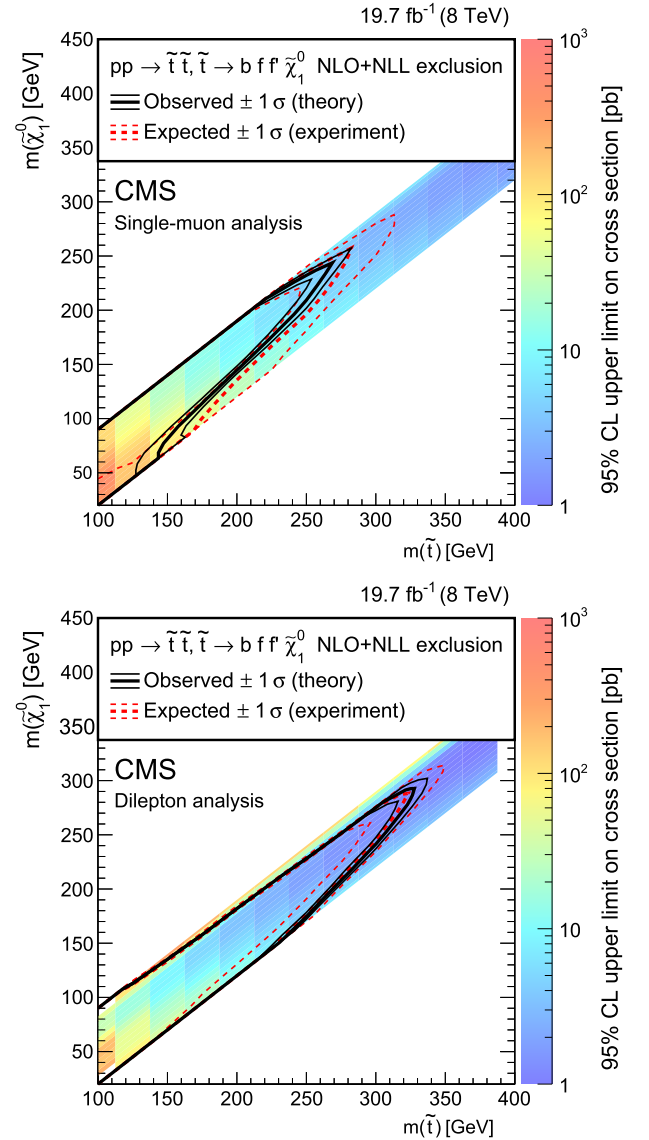 19.7 fb⁻¹ (8 TeV)
pp → t̃ t̃, t̃ → b f f' χ̃₁⁰ NLO+NLL exclusion
Observed ± 1 σ (theory)
Expected ± 1 σ (experiment)
CMS
Single-muon analysis
m(χ̃₁⁰) [GeV]
450
400
350
300
250
200
150
100
50
100 150 200 250 300 350 400
m(t̃) [GeV]
10³
10²
10
1
95% CL upper limit on cross section [pb]
19.7 fb⁻¹ (8 TeV)
pp → t̃ t̃, t̃ → b f f' χ̃₁⁰ NLO+NLL exclusion
Observed ± 1 σ (theory)
Expected ± 1 σ (experiment)
CMS
Dilepton analysis
m(χ̃₁⁰) [GeV]
450
400
350
300
250
200
150
100
50
100 150 200 250 300 350 400
m(t̃) [GeV]
10³
10²
10
1
95% CL upper limit on cross section [pb]